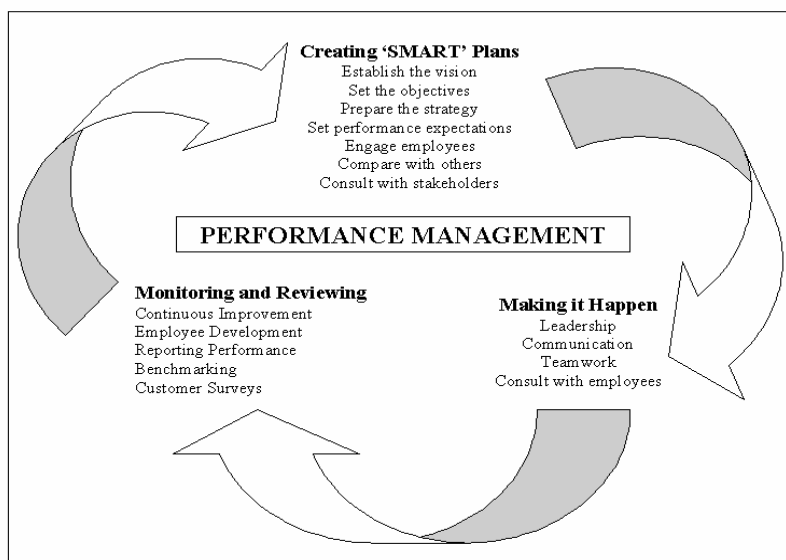 Creating ‘SMART’ Plans
Establish the vision
Set the objectives
Prepare the strategy
Set performance expectations
Engage employees
Compare with others
Consult with stakeholders
PERFORMANCE MANAGEMENT
Monitoring and Reviewing
Continuous Improvement
Employee Development
Reporting Performance
Benchmarking
Customer Surveys
Making it Happen
Leadership
Communication
Teamwork
Consult with employees